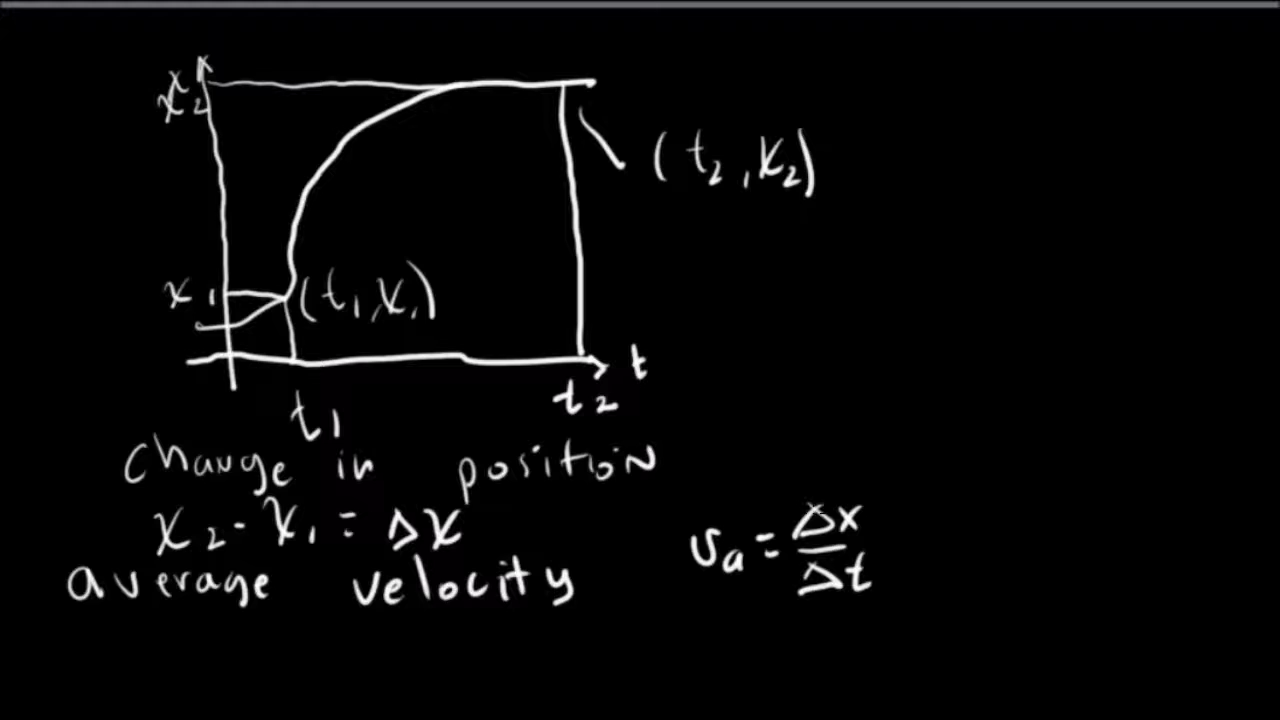 x
x₂
(t₂, x₂)
x₁
(t₁, x₁)
t
t₁
t₂
change in position
x₂ - x₁ = Δx
average velocity
vₐ = Δx/Δt